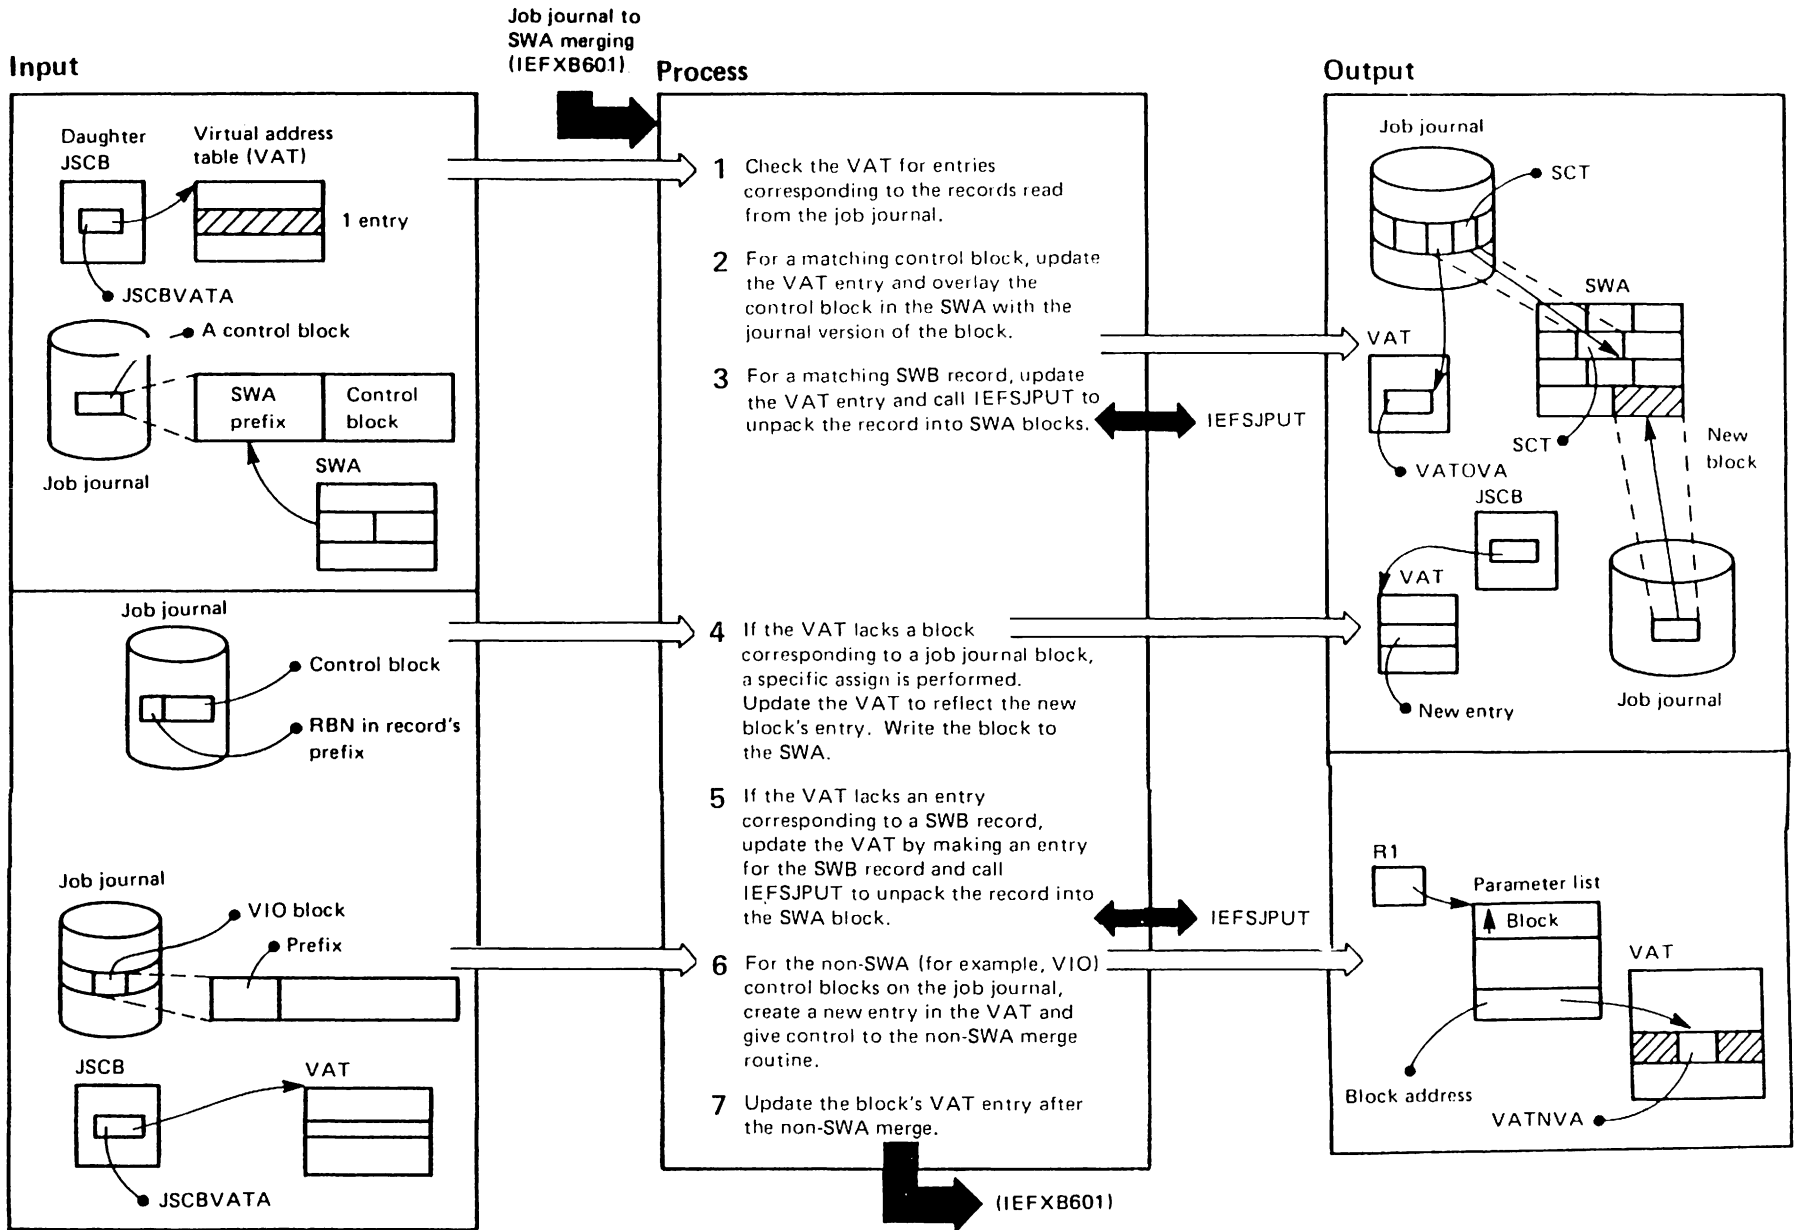 Job journal to
SWA merging
(IEFXB601)
Input
Process
Output
Daughter
JSCB
Virtual address
table (VAT)
1 entry
JSCBVATA
A control block
SWA
prefix
Control
block
Job journal
SWA
Job journal
Control block
RBN in record's
prefix
Job journal
VIO block
Prefix
JSCB
VAT
JSCBVATA
1 Check the VAT for entries
corresponding to the records read
from the job journal.
2 For a matching control block, update
the VAT entry and overlay the
control block in the SWA with the
journal version of the block.
3 For a matching SWB record, update
the VAT entry and call IEFSJPUT to
unpack the record into SWA blocks.
IEFSJPUT
4 If the VAT lacks a block
corresponding to a job journal block,
a specific assign is performed.
Update the VAT to reflect the new
block's entry. Write the block to
the SWA.
5 If the VAT lacks an entry
corresponding to a SWB record,
update the VAT by making an entry
for the SWB record and call
IEFSJPUT to unpack the record into
the SWA block.
IEFSJPUT
6 For the non-SWA (for example, VIO)
control blocks on the job journal,
create a new entry in the VAT and
give control to the non-SWA merge
routine.
7 Update the block's VAT entry after
the non-SWA merge.
(IEFXB601)
Job journal
SCT
SWA
VAT
SCT
New
block
VATOVA
JSCB
VAT
New entry
Job journal
R1
Parameter list
Block
VAT
Block address
VATNVA